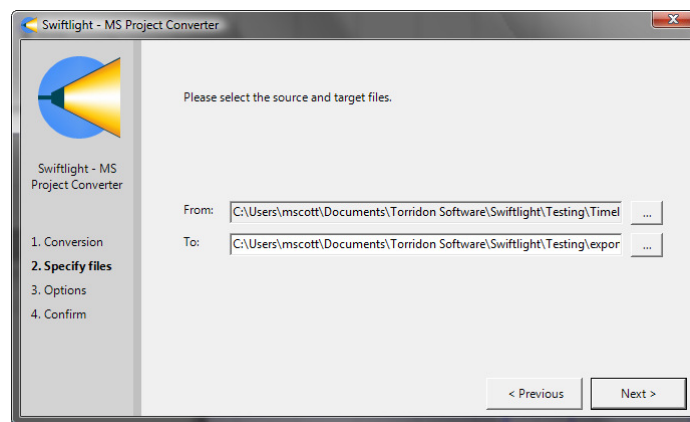 Swiftlight - MS Project Converter
Please select the source and target files.
Swiftlight - MS
Project Converter
From: C:\Users\mscott\Documents\Torridon Software\Swiftlight\Testing\Timel ...
To: C:\Users\mscott\Documents\Torridon Software\Swiftlight\Testing\expor ...
1. Conversion
2. Specify files
3. Options
4. Confirm
< Previous Next >